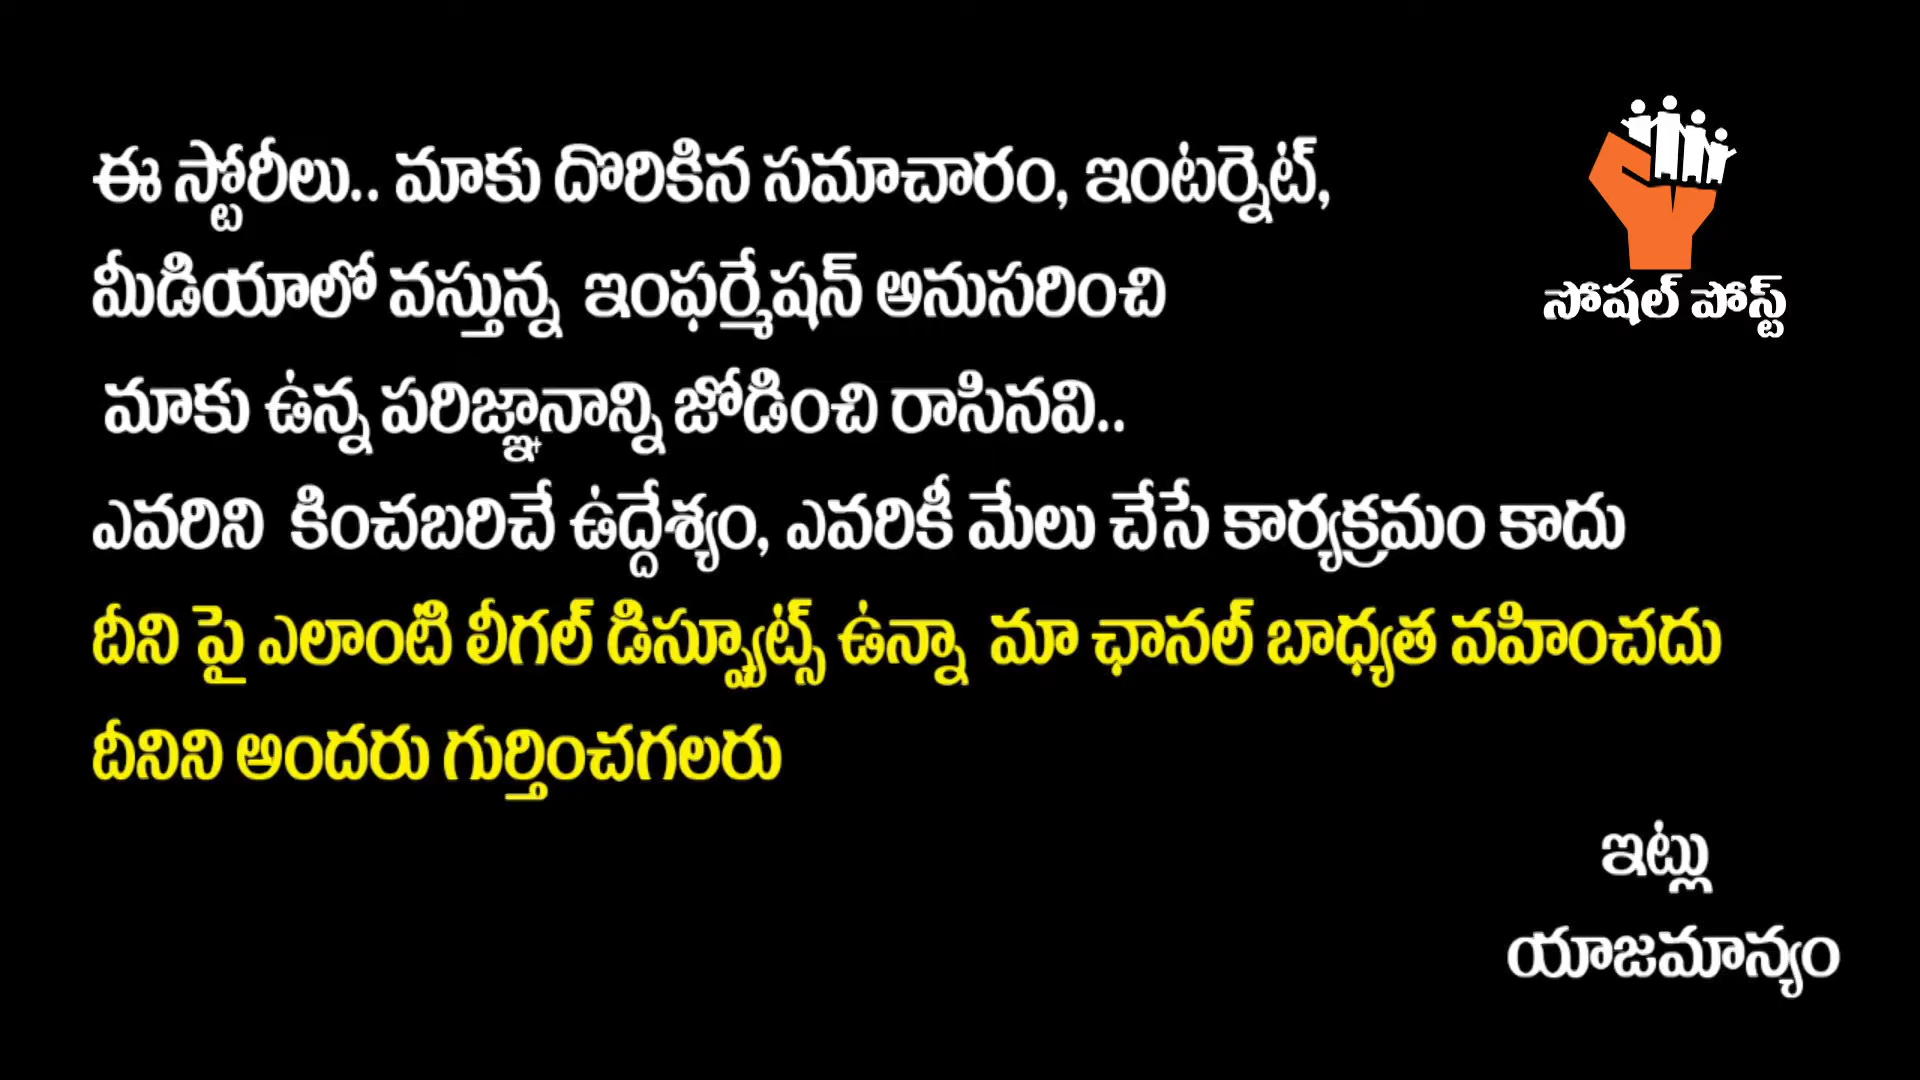 ఈ స్టోరీలు.. మాకు దొరికిన సమాచారం, ఇంటర్నెట్,
మీడియాలో వస్తున్న ఇంఫర్మేషన్ అనుసరించి
మాకు ఉన్న పరిజ్ఞానాన్ని జోడించి రాసినవి..
ఎవరిని కించబరిచే ఉద్దేశ్యం, ఎవరికీ మేలు చేసే కార్యక్రమం కాదు
దీని పై ఎలాంటి లీగల్ డిస్ప్యూట్స్ ఉన్నా మా ఛానల్ బాధ్యత వహించదు
దీనిని అందరు గుర్తించగలరు
ఇట్లు
యాజమాన్యం
సోషల్ పోస్ట్